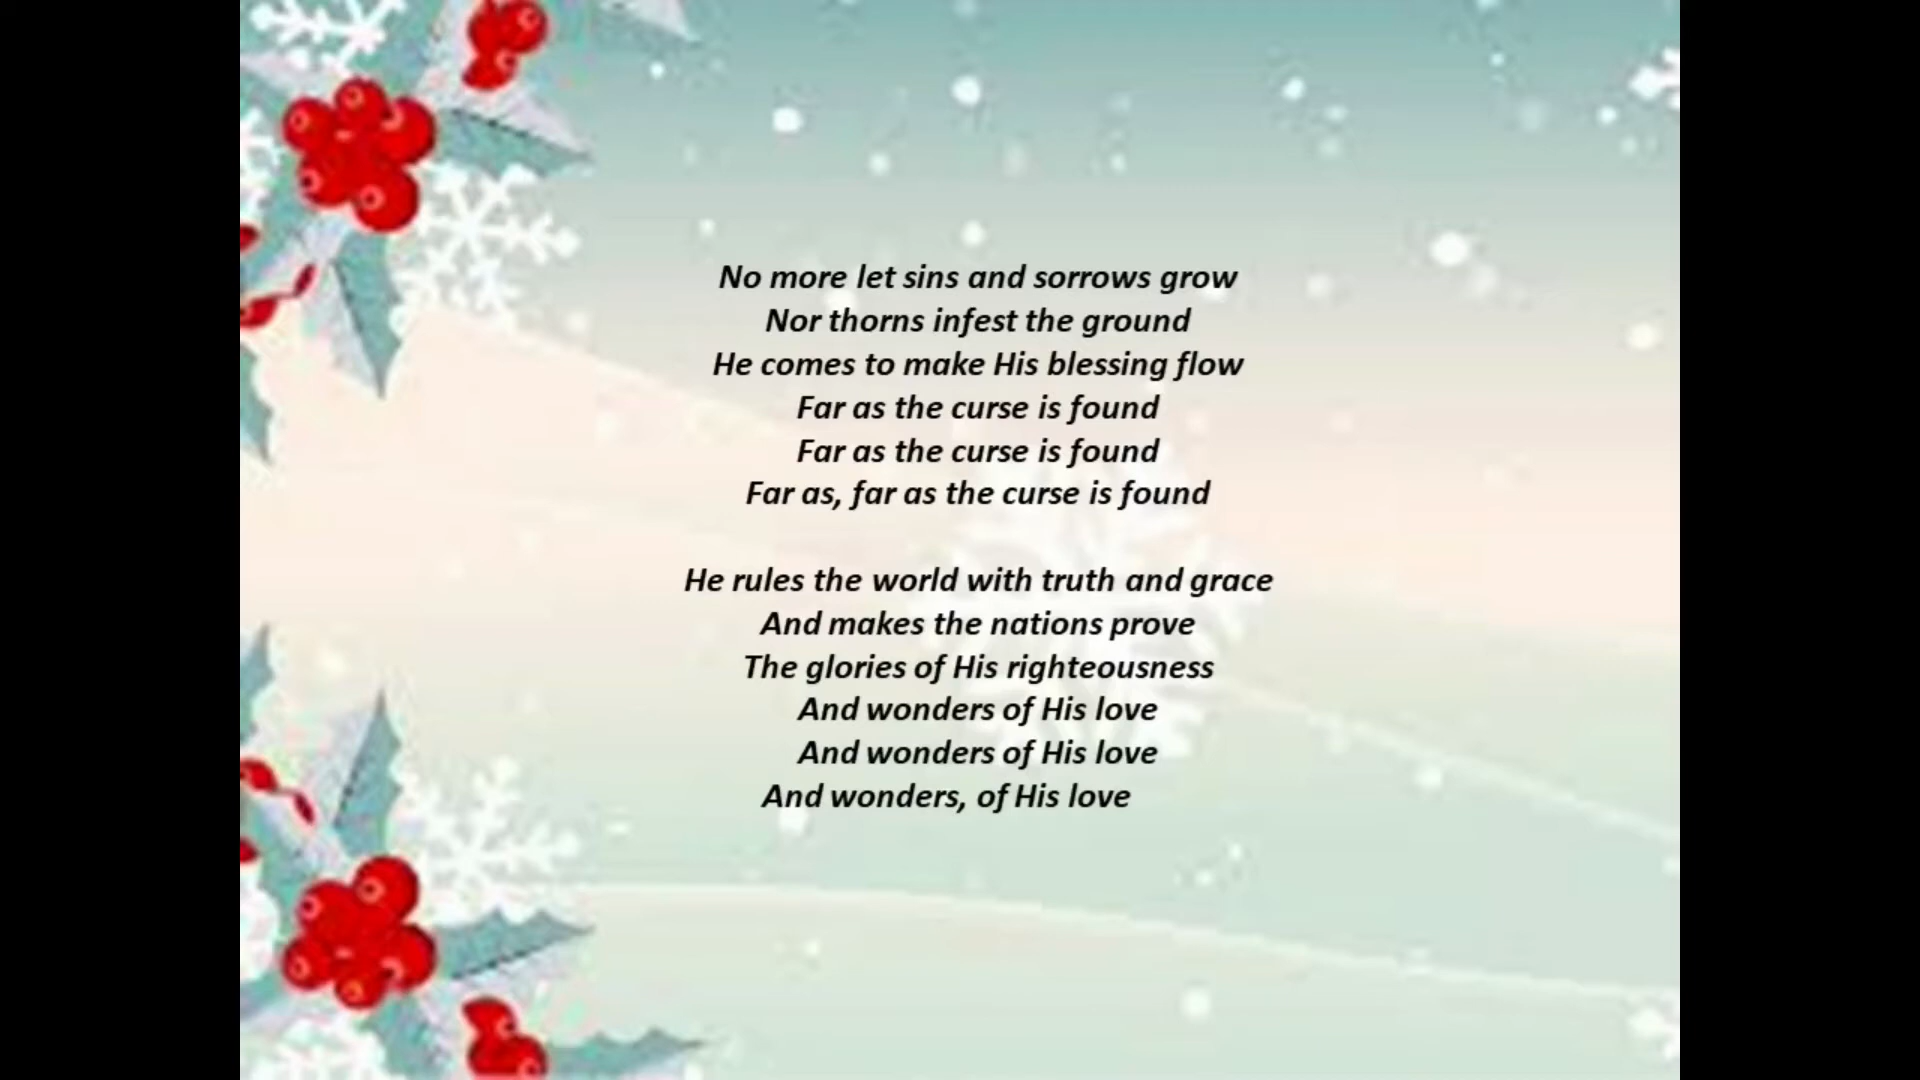 No more let sins and sorrows grow
Nor thorns infest the ground
He comes to make His blessing flow
Far as the curse is found
Far as the curse is found
Far as, far as the curse is found
He rules the world with truth and grace
And makes the nations prove
The glories of His righteousness
And wonders of His love
And wonders of His love
And wonders, of His love